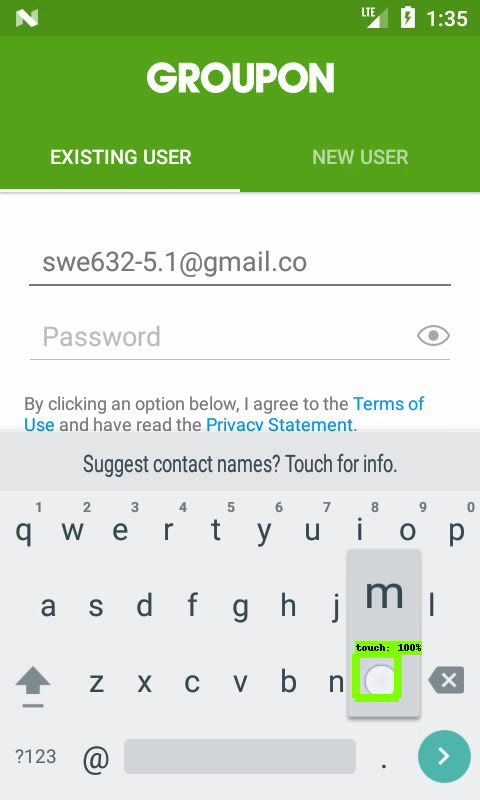 LTE 1:35
GROUPON
EXISTING USER NEW USER
swe632-5.1@gmail.co
Password
By clicking an option below, I agree to the Terms of
Use and have read the Privacy Statement.
Suggest contact names? Touch for info.
1 2 3 4 5 6 7 8 9 0
q w e r t y u i o p
m
a s d f g h j l
touch: 100%
z x c v b n
?123 @ .